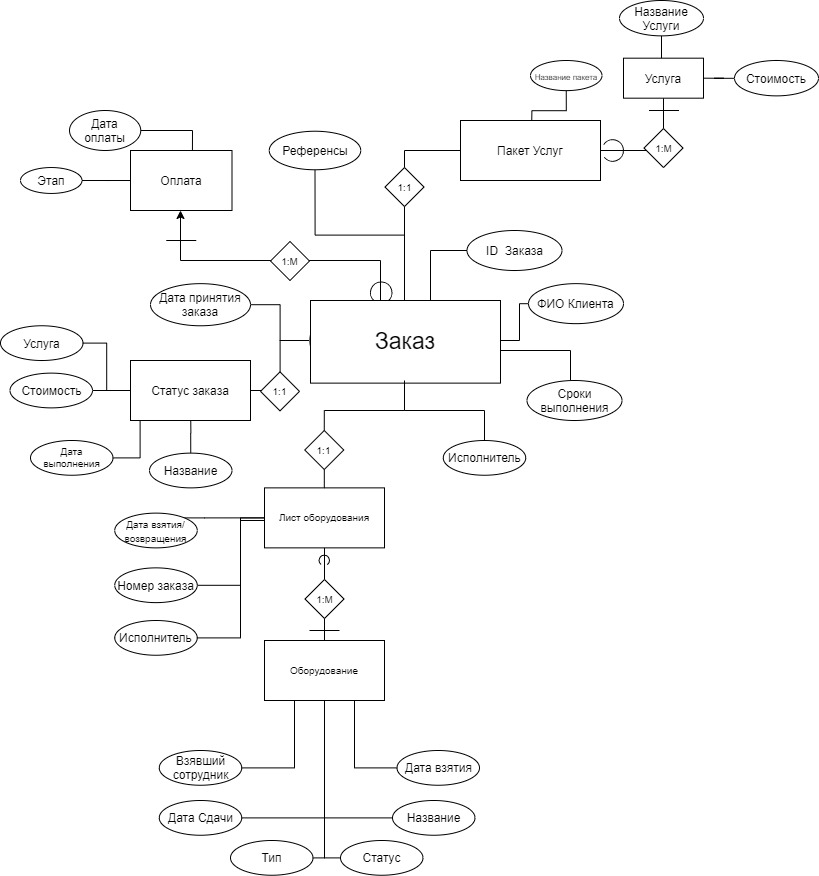 Название
Услуги
Название пакета
Услуга
Стоимость
Дата
оплаты
Референсы
Пакет Услуг
1:М
Этап
Оплата
1:1
ID Заказа
1:М
Дата принятия
заказа
ФИО Клиента
Заказ
Услуга
Стоимость
Статус заказа
1:1
Сроки
выполнения
Дата
выполнения
Название
1:1
Исполнитель
Дата взятия/
возвращения
Лист оборудования
Номер заказа
1:М
Исполнитель
Оборудование
Взявший
сотрудник
Дата взятия
Дата Сдачи
Название
Тип
Статус